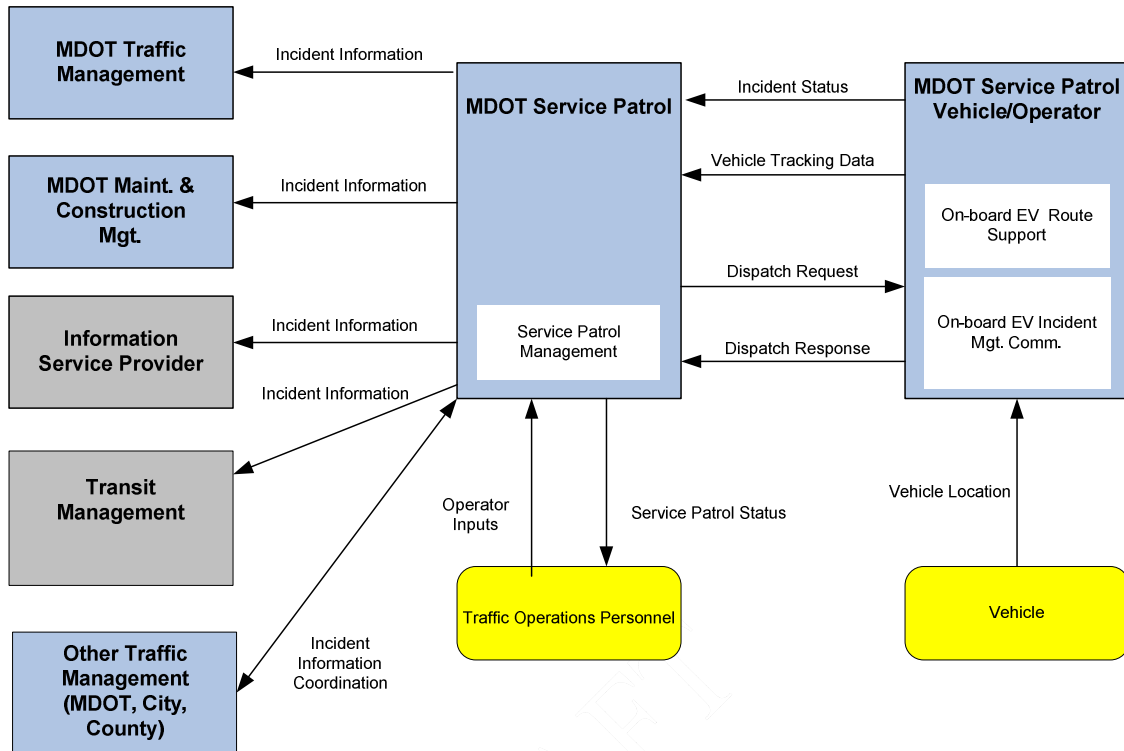 MDOT Traffic
Management
Incident Information
MDOT Service Patrol
Incident Status
MDOT Service Patrol
Vehicle/Operator
Vehicle Tracking Data
MDOT Maint. &
Construction
Mgt.
Incident Information
On-board EV Route
Support
Dispatch Request
Information
Service Provider
Incident Information
Service Patrol
Management
On-board EV Incident
Mgt. Comm.
Dispatch Response
Incident Information
Transit
Management
Operator
Inputs
Service Patrol Status
Vehicle Location
Traffic Operations Personnel
Vehicle
Other Traffic
Management
(MDOT, City,
County)
Incident
Information
Coordination